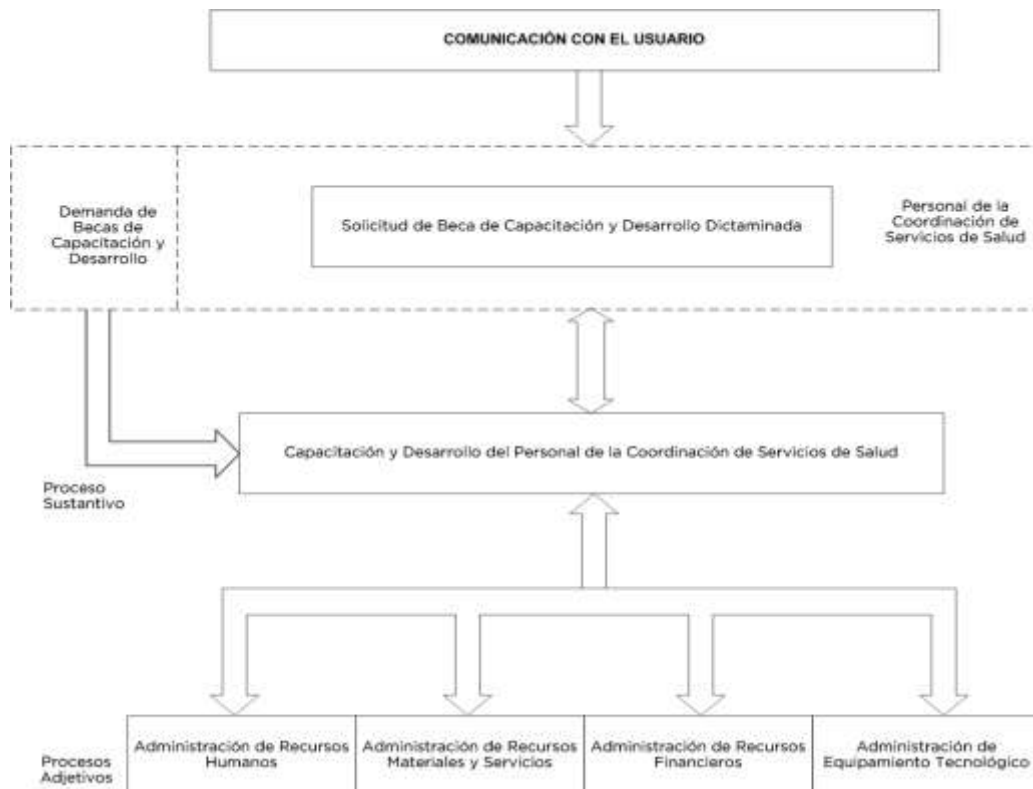 COMUNICACIÓN CON EL USUARIO
Demanda de
Becas de
Capacitación y
Desarrollo
Solicitud de Beca de Capacitación y Desarrollo Dictaminada
Personal de la
Coordinación de
Servicios de Salud
Capacitación y Desarrollo del Personal de la Coordinación de Servicios de Salud
Proceso
Sustantivo
Procesos
Adjetivos
Administración de Recursos
Humanos
Administración de Recursos
Materiales y Servicios
Administración de Recursos
Financieros
Administración de
Equipamiento Tecnológico